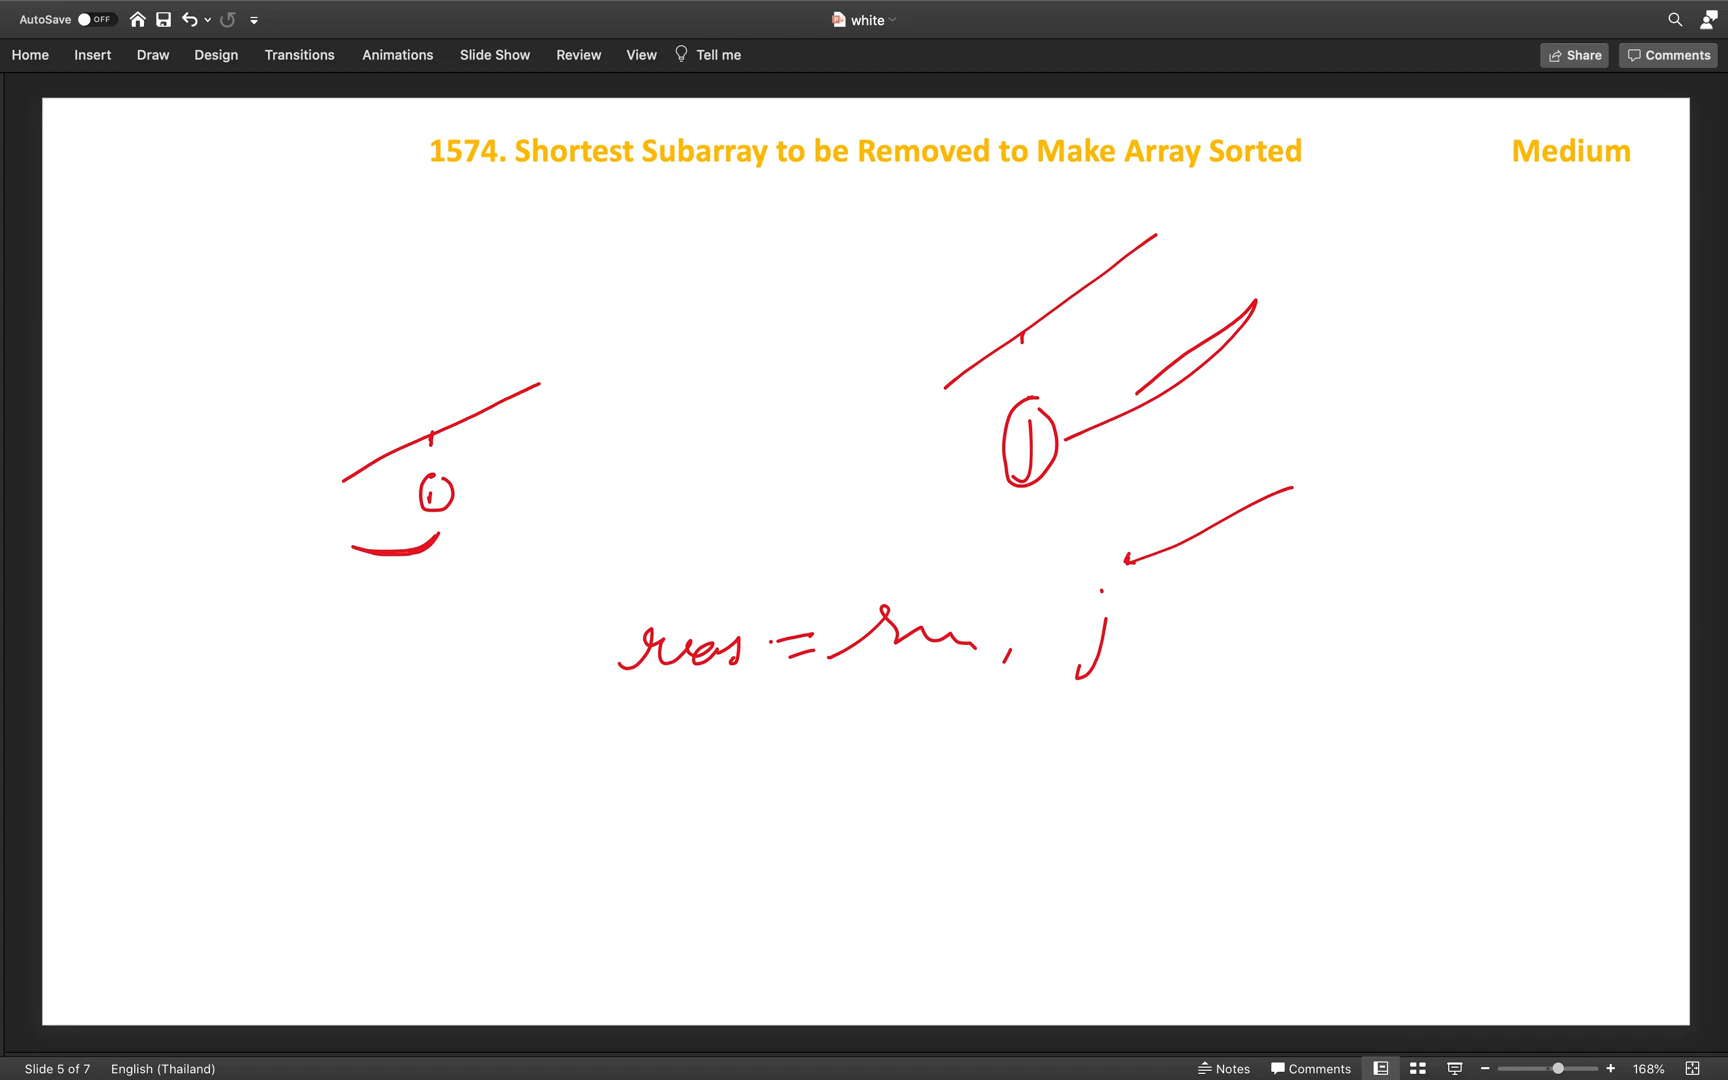 AutoSave OFF white
Home Insert Draw Design Transitions Animations Slide Show Review View Tell me Share Comments
1574. Shortest Subarray to be Removed to Make Array Sorted Medium
i
j
res = , j
Slide 5 of 7 English (Thailand) Notes Comments 168%